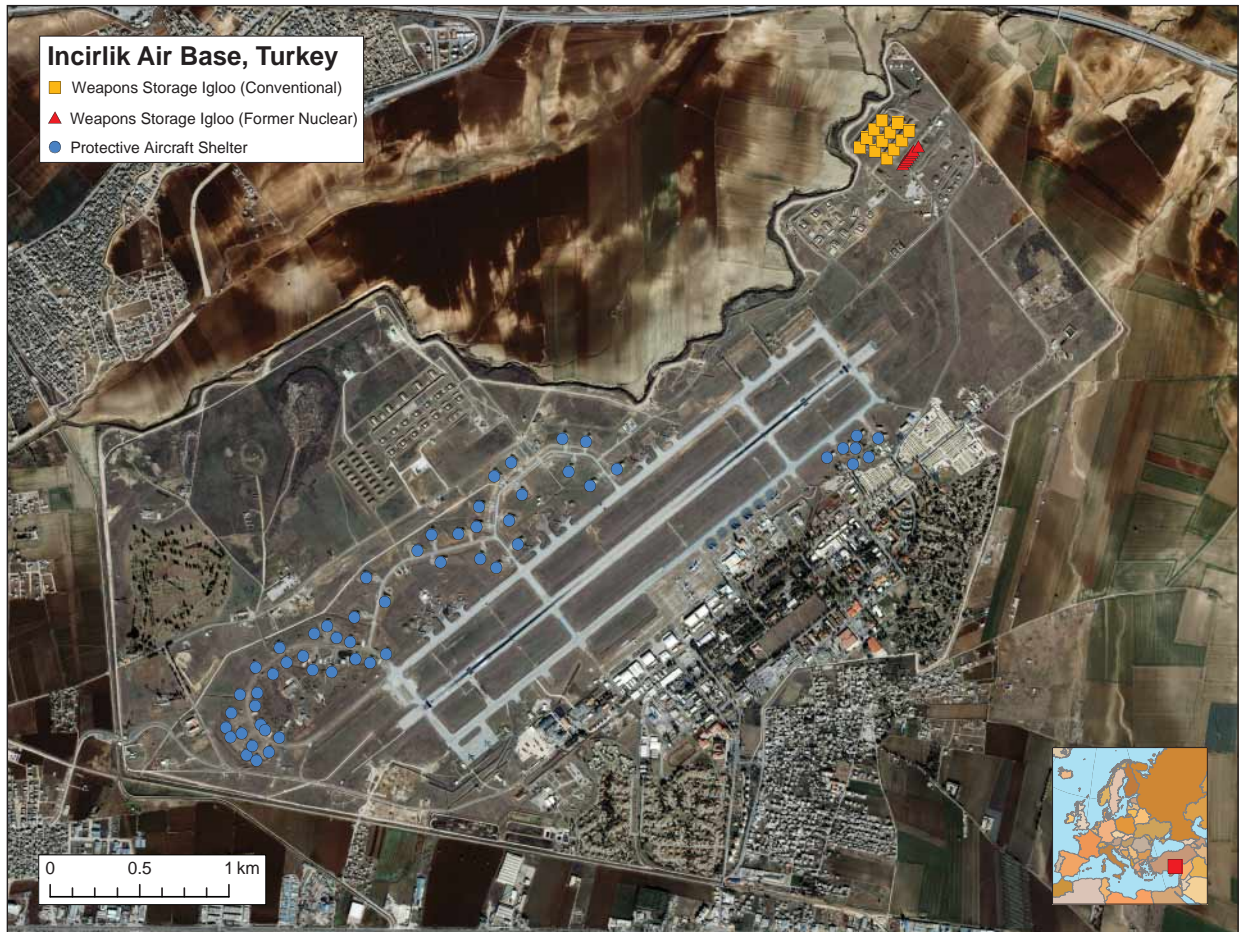 Incirlik Air Base, Turkey
Weapons Storage Igloo (Conventional)
Weapons Storage Igloo (Former Nuclear)
Protective Aircraft Shelter
0 0.5 1 km